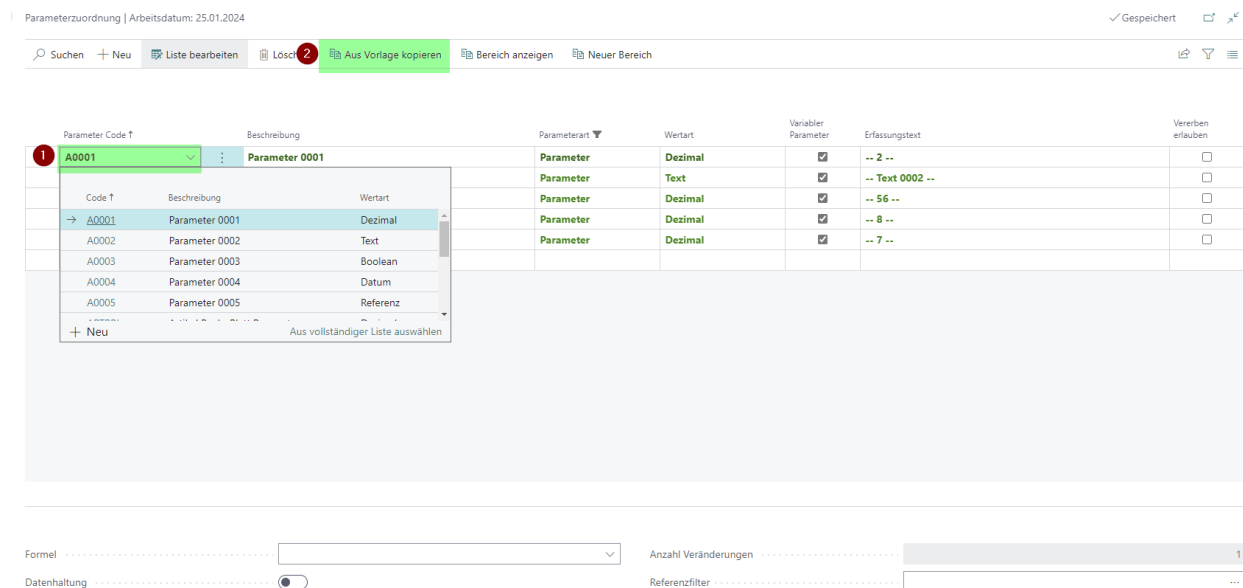 Parameterzuordnung | Arbeitsdatum: 25.01.2024 Gespeichert
Suchen Neu Liste bearbeiten 2 Aus Vorlage kopieren Bereich anzeigen Neuer Bereich
Parameter Code ↑ Beschreibung Parameterart Wertart Variabler Parameter Erfassungstext Vererben erlauben
1 A0001 Parameter 0001 Parameter Dezimal -- 2 --
Parameter Text -- Text 0002 --
Parameter Dezimal -- 56 --
Parameter Dezimal -- 8 --
Parameter Dezimal -- 7 --
Code ↑ Beschreibung Wertart
→ A0001 Parameter 0001 Dezimal
A0002 Parameter 0002 Text
A0003 Parameter 0003 Boolean
A0004 Parameter 0004 Datum
A0005 Parameter 0005 Referenz
+ Neu Aus vollständiger Liste auswählen
Formel Anzahl Veränderungen 1
Datenhaltung Referenzfilter ...